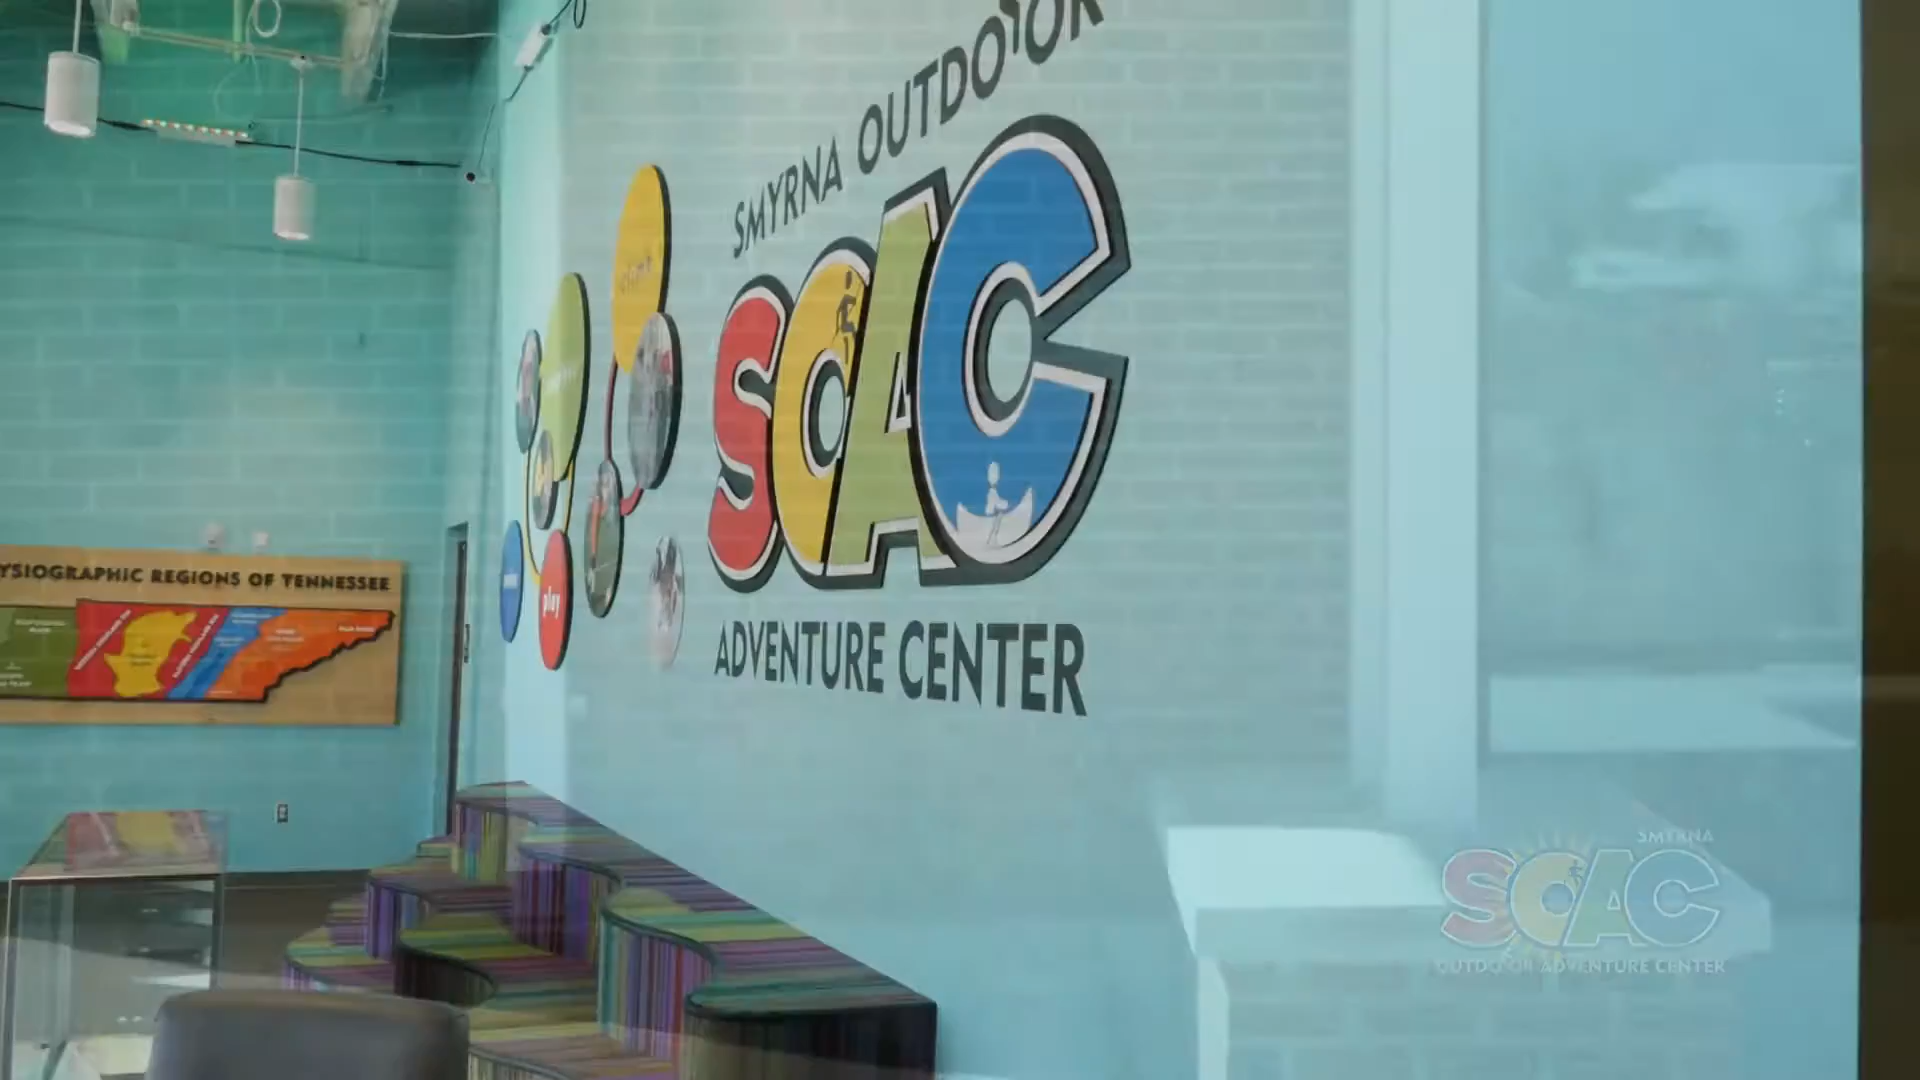 SMYRNA OUTDOOR
SOAC
ADVENTURE CENTER
play
YSIOGRAPHIC REGIONS OF TENNESSEE
SMYRNA
SOAC
OUTDOOR ADVENTURE CENTER